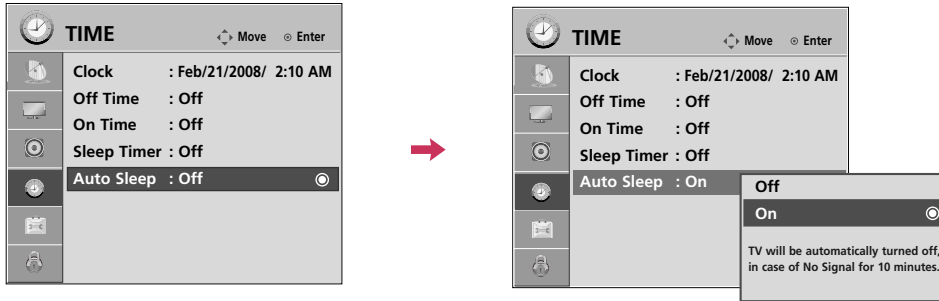 TIME Move Enter
Clock : Feb/21/2008/ 2:10 AM
Off Time : Off
On Time : Off
Sleep Timer : Off
Auto Sleep : Off
TIME Move Enter
Clock : Feb/21/2008/ 2:10 AM
Off Time : Off
On Time : Off
Sleep Timer : Off
Auto Sleep : On
Off
On
TV will be automatically turned off,
in case of No Signal for 10 minutes.